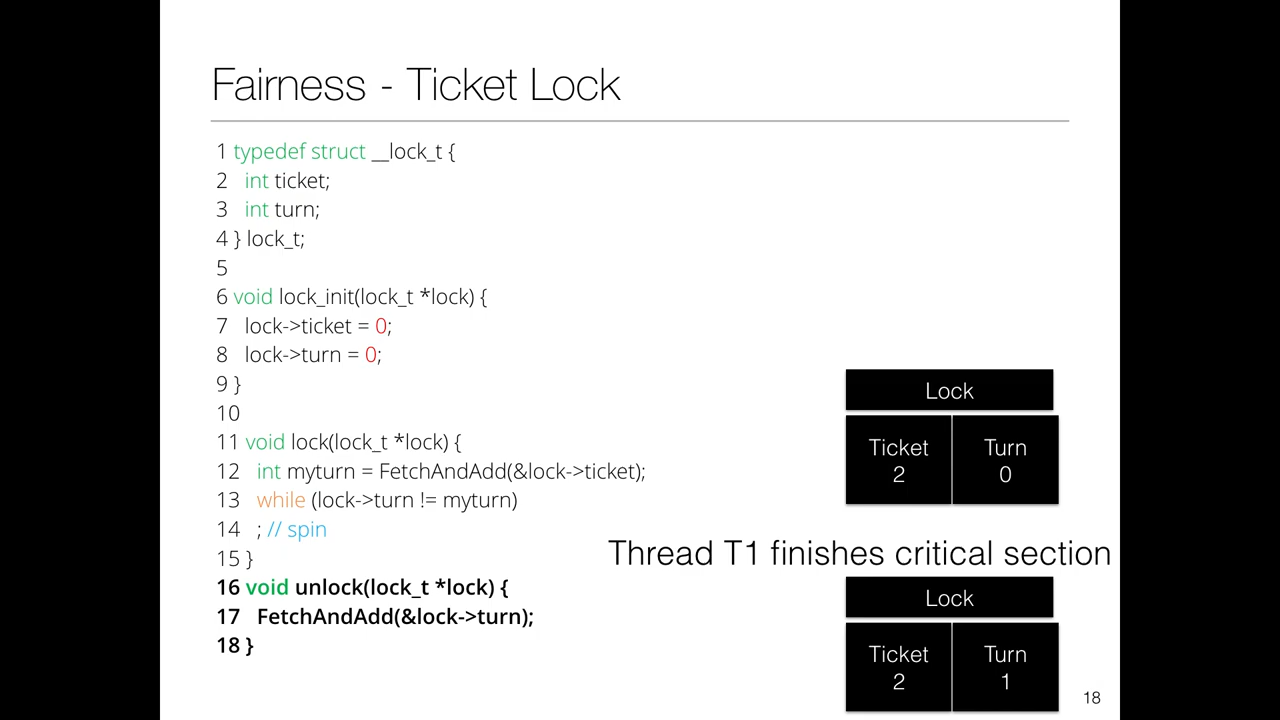 Fairness - Ticket Lock
1 typedef struct __lock_t {
2 int ticket;
3 int turn;
4 } lock_t;
5
6 void lock_init(lock_t *lock) {
7 lock->ticket = 0;
8 lock->turn = 0;
9 }
10
11 void lock(lock_t *lock) {
12 int myturn = FetchAndAdd(&lock->ticket);
13 while (lock->turn != myturn)
14 ; // spin
15 }
16 void unlock(lock_t *lock) {
17 FetchAndAdd(&lock->turn);
18 }
Lock
Ticket Turn
2 0
Thread T1 finishes critical section
Lock
Ticket Turn
2 1
18